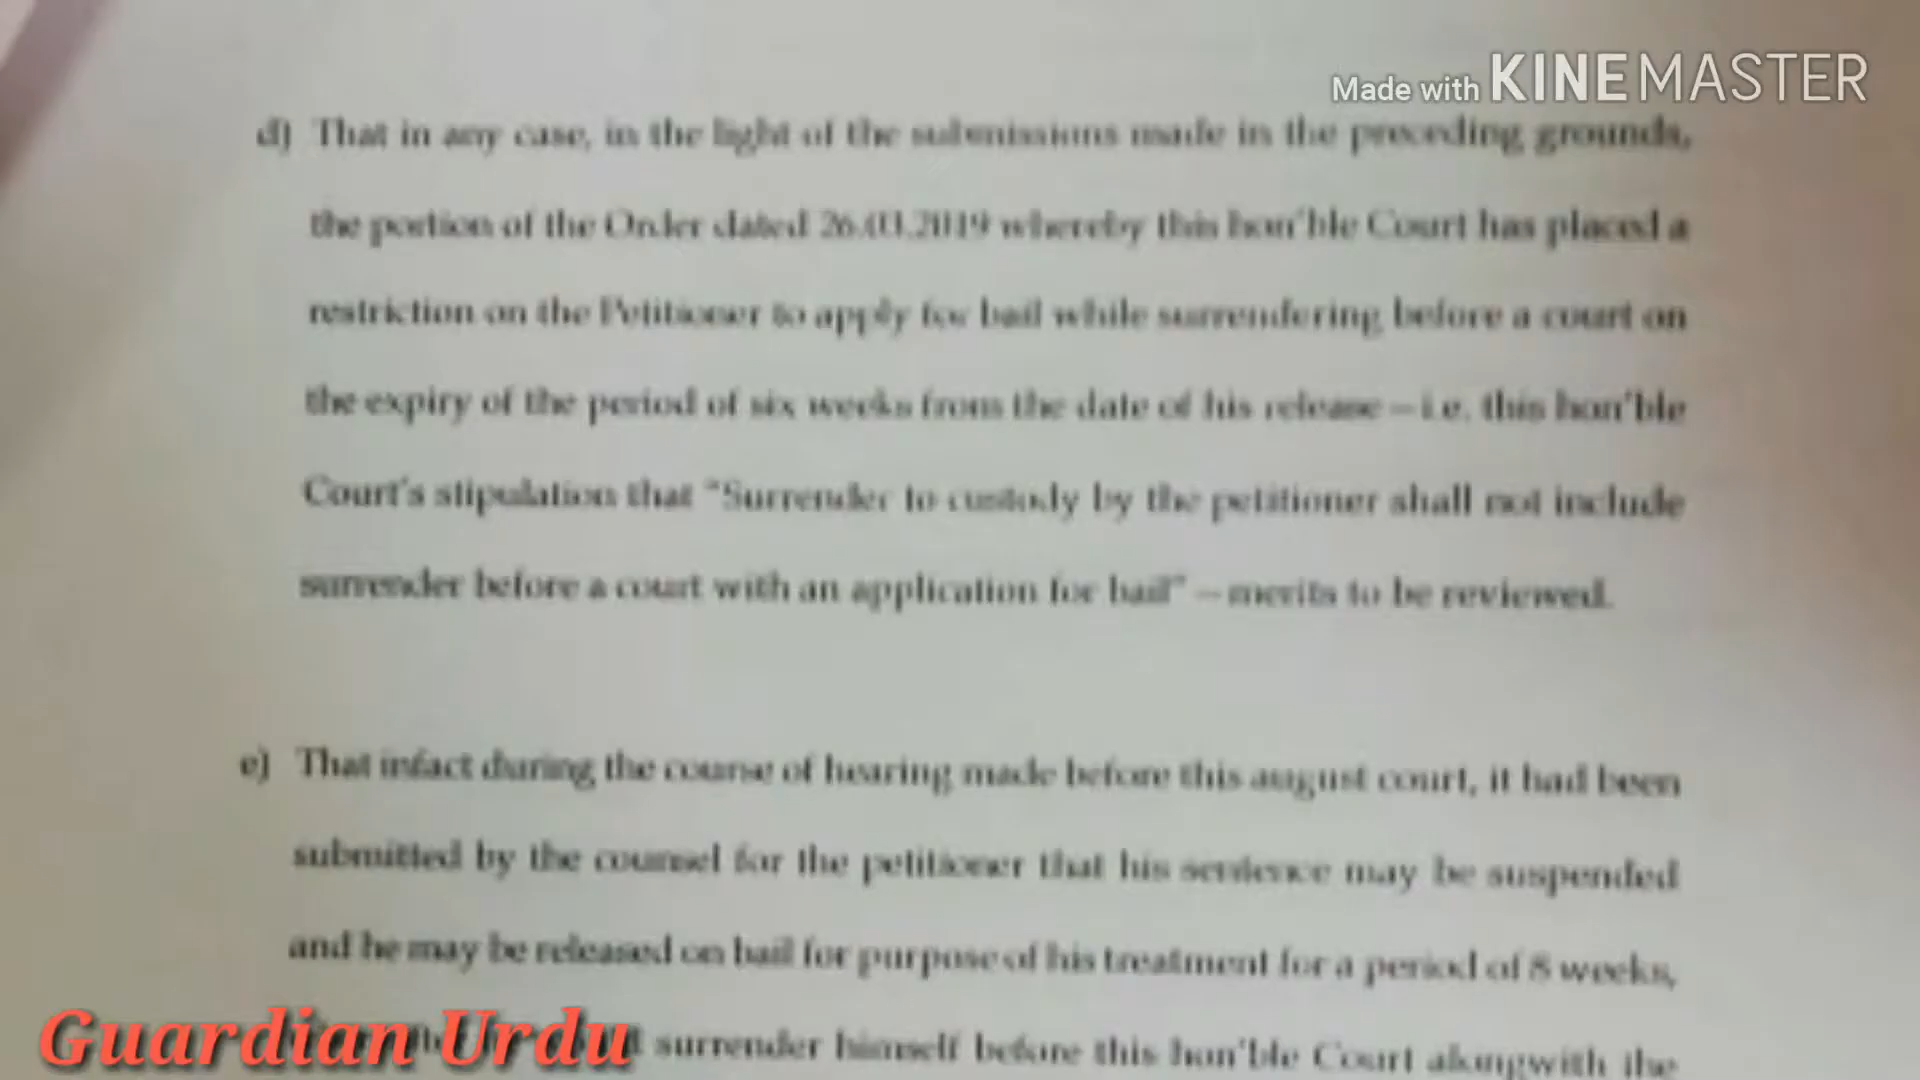 Made with KINEMASTER
d) That in any case, in the light of the submissions made in the preceding grounds,
the portion of the Order dated 26.03.2019 whereby this hon'ble Court has placed a
restriction on the Petitioner to apply for bail while surrendering before a court on
the expiry of the period of six weeks from the date of his release – i.e. this hon'ble
Court's stipulation that "Surrender to custody by the petitioner shall not include
surrender before a court with an application for bail" – merits to be reviewed.
e) That infact during the course of hearing made before this august court, it had been
submitted by the counsel for the petitioner that his sentence may be suspended
and he may be released on bail for purpose of his treatment for a period of 8 weeks,
surrender himself before this hon'ble Court alongwith the
Guardian Urdu